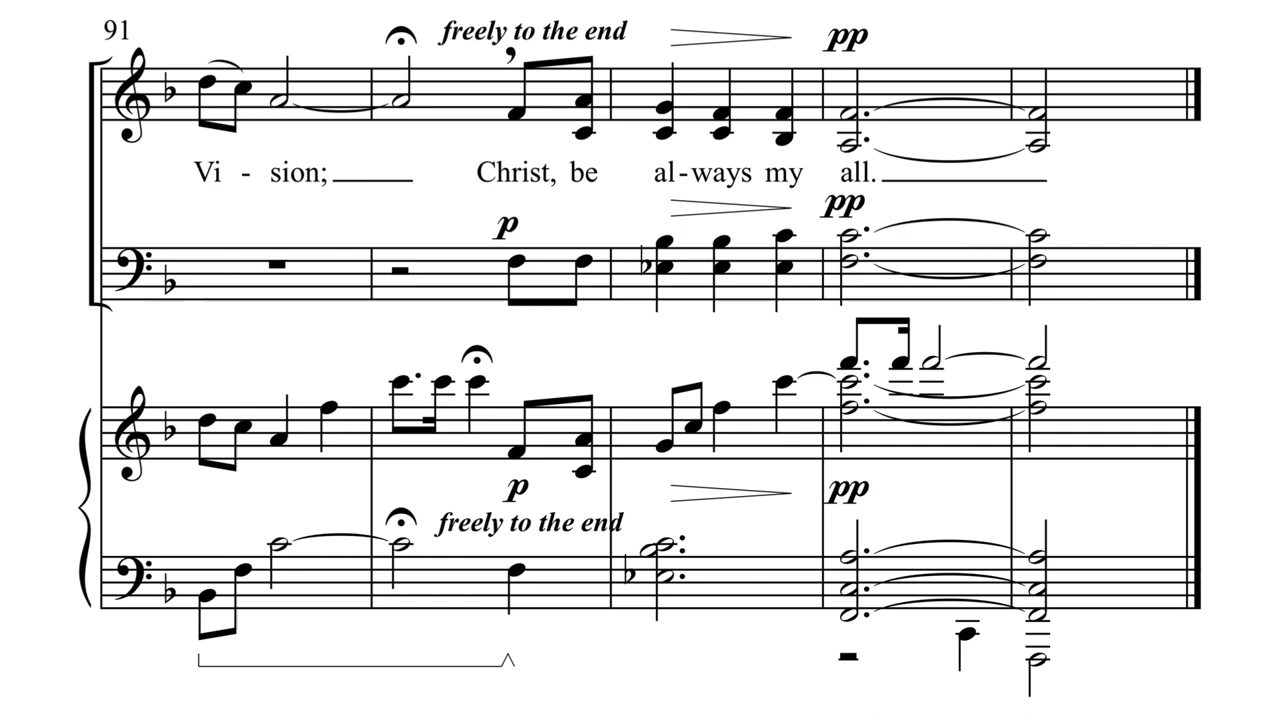 91
freely to the end
pp
Vi - sion; Christ, be al - ways my all.
pp
p
p
pp
freely to the end